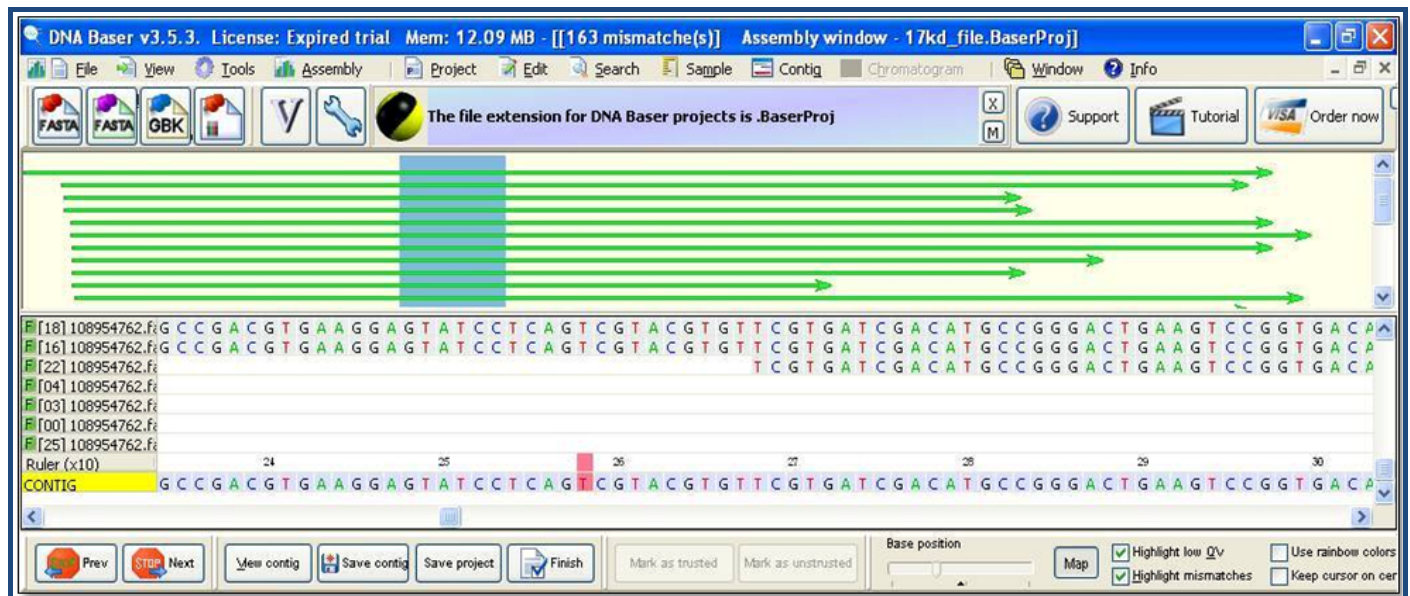 DNA Baser v3.5.3. License: Expired trial Mem: 12.09 MB - [[163 mismatche(s)] Assembly window - 17kd_file.BaserProj]
File View Tools Assembly Project Edit Search Sample Contig Chromatogram Window Info
FASTA FASTA GBK V The file extension for DNA Baser projects is .BaserProj X M Support Tutorial VISA Order now
F [18] 108954762.fa G C C G A C G T G A A G G A G T A T C C T C A G T C G T A C G T G T T C G T G A T C G A C A T G C C G G G A C T G A A G T C C G G T G A C A
F [16] 108954762.fa G C C G A C G T G A A G G A G T A T C C T C A G T C G T A C G T G T T C G T G A T C G A C A T G C C G G G A C T G A A G T C C G G T G A C A
F [22] 108954762.fa T C G T G A T C G A C A T G C C G G G A C T G A A G T C C G G T G A C A
F [04] 108954762.fa
F [03] 108954762.fa
F [00] 108954762.fa
F [25] 108954762.fa
Ruler (x10) 24 25 26 27 28 29 30
CONTIG G C C G A C G T G A A G G A G T A T C C T C A G T C G T A C G T G T T C G T G A T C G A C A T G C C G G G A C T G A A G T C C G G T G A C A
STOP Prev STOP Next View contig Save contig Save project Finish Mark as trusted Mark as unstrusted Base position Map Highlight low QV Use rainbow colors
Highlight mismatches Keep cursor on cer